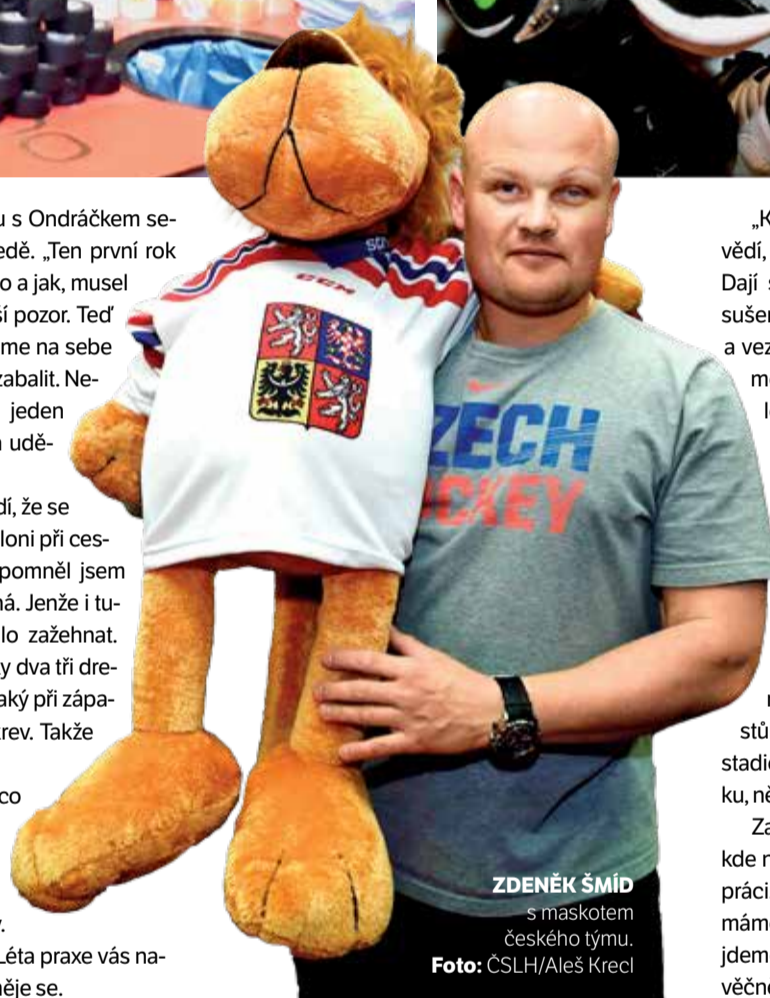 u s Ondráčkem se-
edě. „Ten první rok
o a jak, musel
ší pozor. Teď
me na sebe
zabalit. Ne-
jeden
udě-
dí, že se
loni při ces-
pomněl jsem
ná. Jenže i tu-
lo zažehnat.
y dva tři dre-
aký při zápa-
krev. Takže
co
Léta praxe vás na-
něje se.
CCM
ZECH
CKEY
ZDENĚK ŠMÍD
s maskotem
českého týmu.
Foto: ČSLH/Aleš Krecl
„K
vědí,
Dají s
sušen
a vez
m
stů
stadic
ku, ně
Za
kde n
práci
mám
jdem
věčn